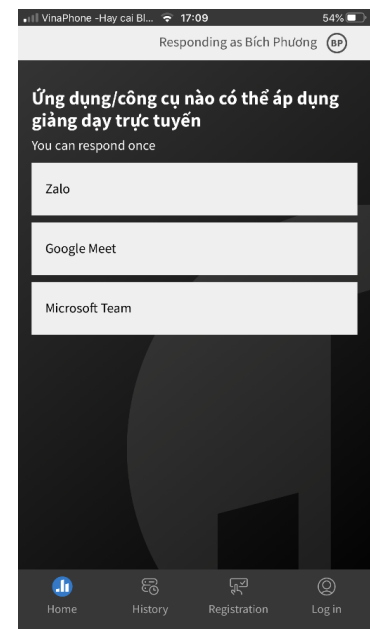 VinaPhone -Hay cai Bl... 17:09 54%
Responding as Bích Phương BP
Ứng dụng/công cụ nào có thể áp dụng
giảng dạy trực tuyến
You can respond once
Zalo
Google Meet
Microsoft Team
Home History Registration Log in